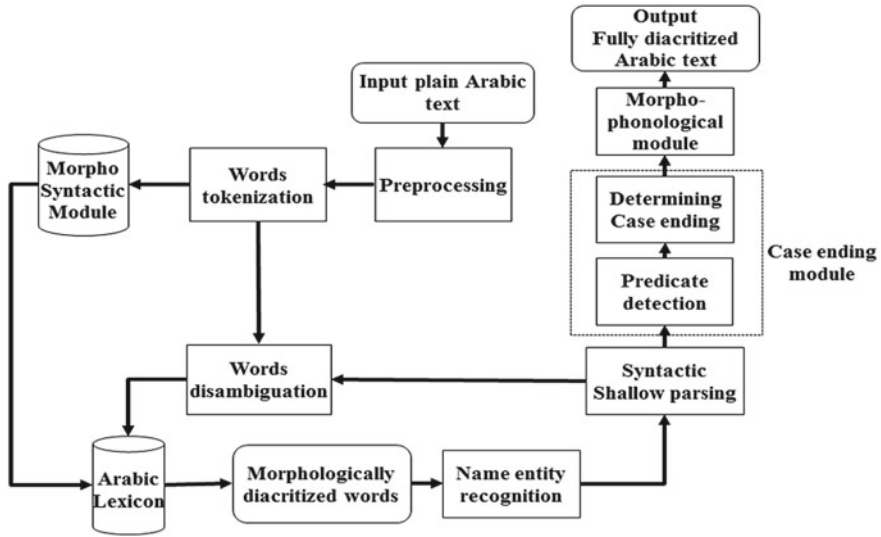 Output
Fully diacritized
Arabic text
Input plain Arabic
text
Morpho-
phonological
module
Morpho
Syntactic
Module
Words
tokenization
Preprocessing
Determining
Case ending
Case ending
module
Predicate
detection
Words
disambiguation
Syntactic
Shallow parsing
Arabic
Lexicon
Morphologically
diacritized words
Name entity
recognition